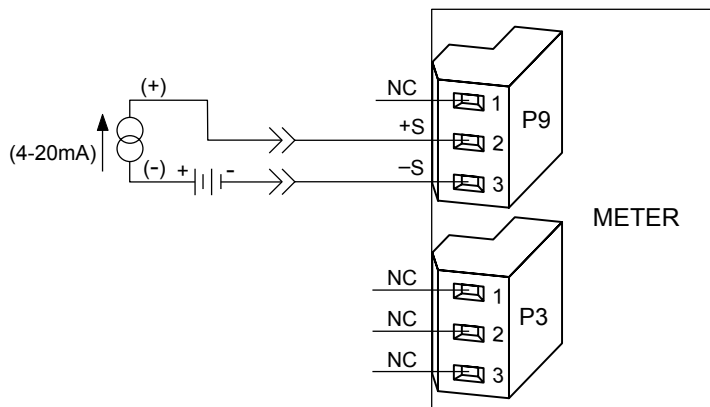 NC
1
(+)
+S
2
P9
(4-20mA)
(-) + -
–S
3
METER
NC
1
NC
2
P3
NC
3